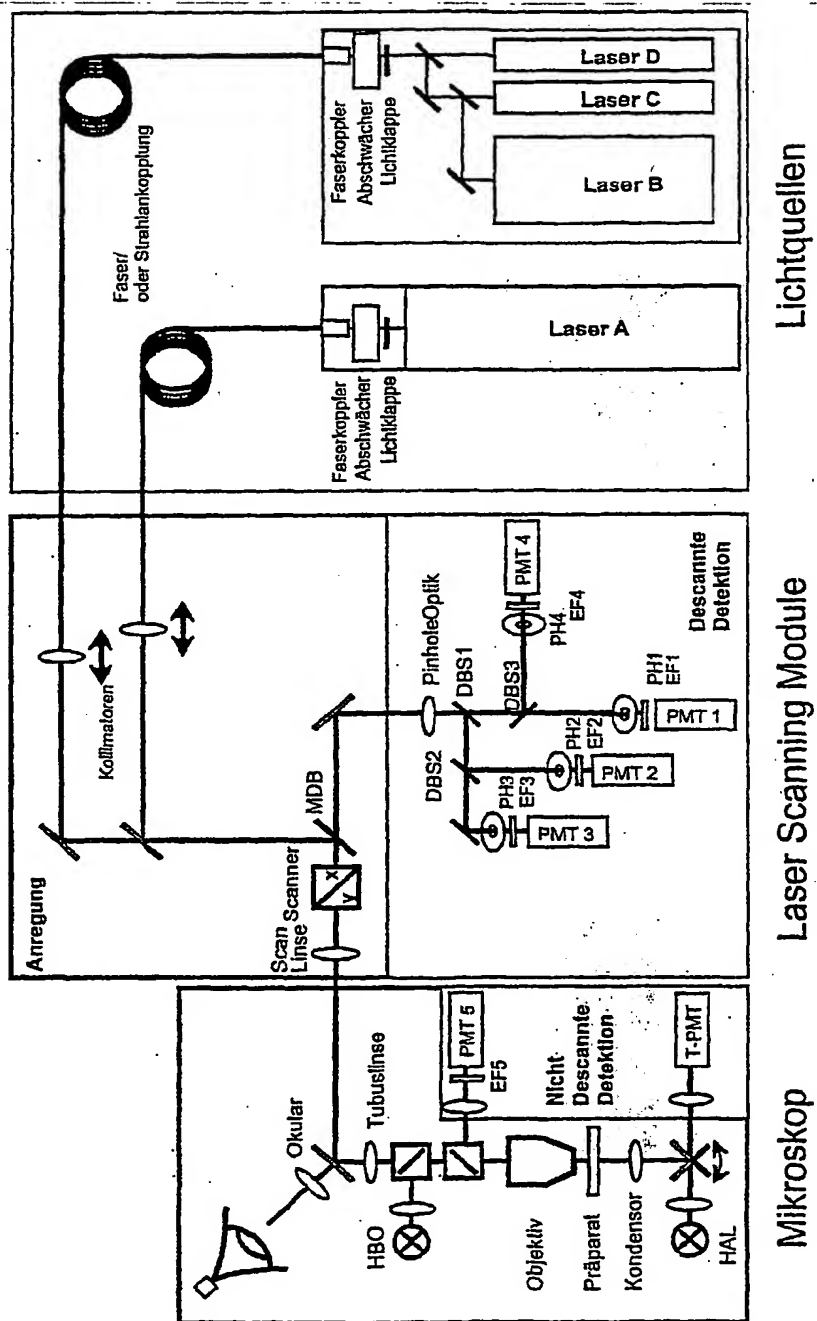 Laser D
Laser C
Laser B
Faserkoppler
Abschwächer
Lichtklappe
Faser/
oder Strahlankopplung
Laser A
Faserkoppler
Abschwächer
Lichtklappe
Lichtquellen
Kollimatoren
Anregung
MDB
Scanner
x
y
Scan
Linse
PinholeOptik
DBS1
DBS2
DBS3
PMT 4
PH4
EF4
PH1
EF1
PMT 1
PH2
EF2
PMT 2
PH3
EF3
PMT 3
Descannte
Detektion
Laser Scanning Module
Okular
Tubuslinse
HBO
PMT 5
EF5
Nicht-
Descannte
Detektion
T-PMT
Objektiv
Präparat
Kondensor
HAL
Mikroskop